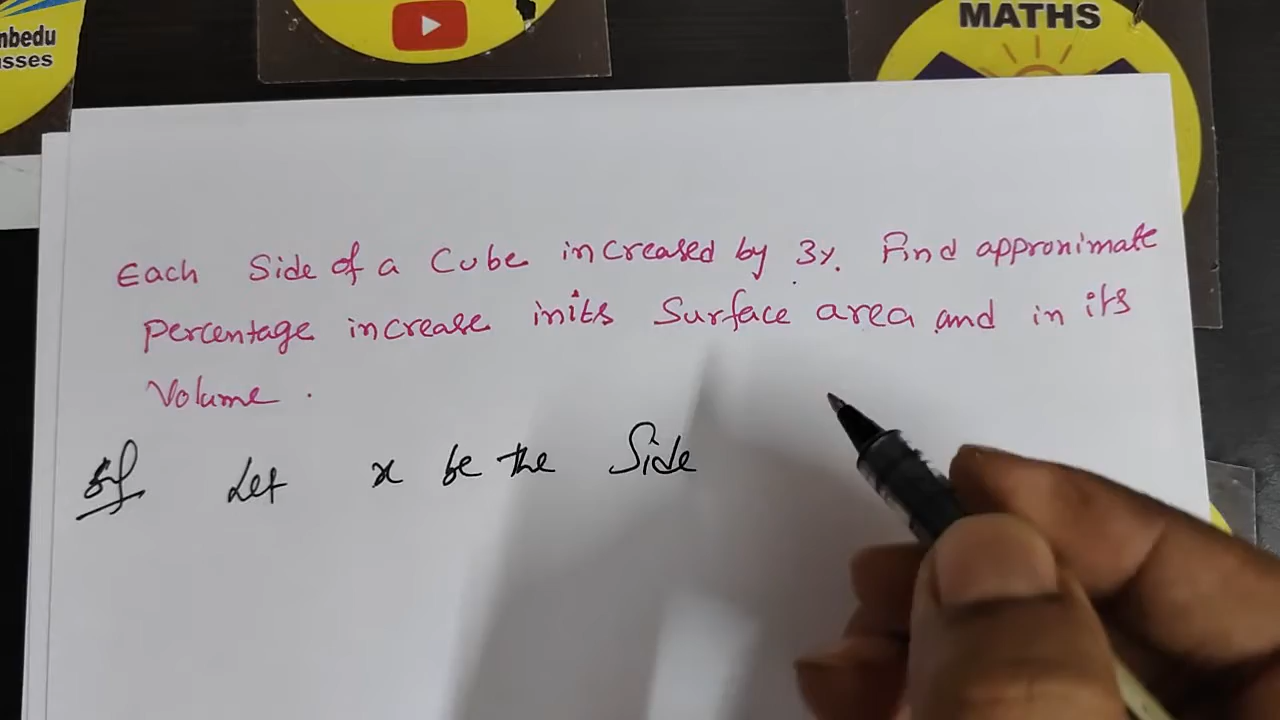 nbedu
sses
MATHS
Each Side of a Cube increased by 3%. Find approximate
Percentage increase in its Surface area and in its
Volume.
Sol Let x be the Side